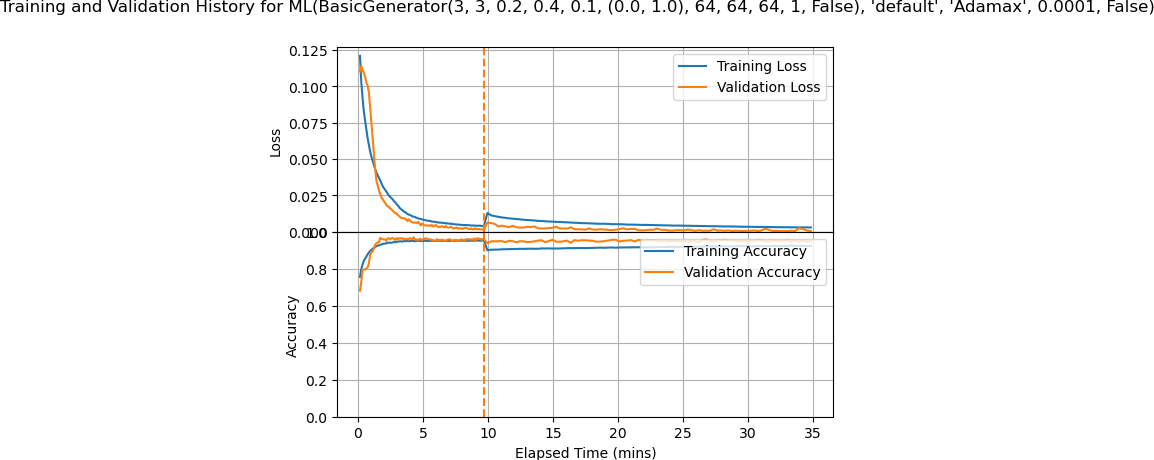 Training and Validation History for ML(BasicGenerator(3, 3, 0.2, 0.4, 0.1, (0.0, 1.0), 64, 64, 64, 1, False), 'default', 'Adamax', 0.0001, False)
0.125
0.100
0.075
0.050
0.025
0.000
Loss
Training Loss
Validation Loss
1.0
0.8
0.6
0.4
0.2
0.0
Accuracy
Training Accuracy
Validation Accuracy
0 5 10 15 20 25 30 35
Elapsed Time (mins)